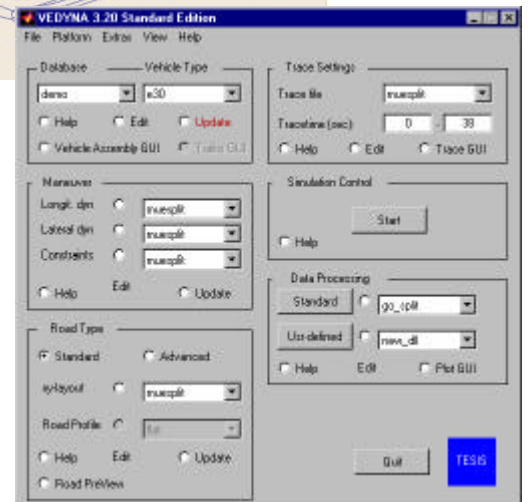 VEDYNA 3.20 Standard Edition
File Platform Extras View Help
Database Vehicle Type
demo e30
Help Edit Update
Vehicle Assembly GUI Trailer GUI
Maneuver
Longit. dyn muesplit
Lateral dyn muesplit
Constraints muesplit
Help Edit Update
Road Type
Standard Advanced
xy-layout muesplit
Road Profile flat
Help Edit Update
Road PreView
Trace Settings
Trace file muesplit
Tracetime (sec) 0 - 38
Help Edit Trace GUI
Simulation Control
Start
Help
Data Processing
Standard go_split
Usr-defined
Help Edit Plot GUI
Quit
TESIS